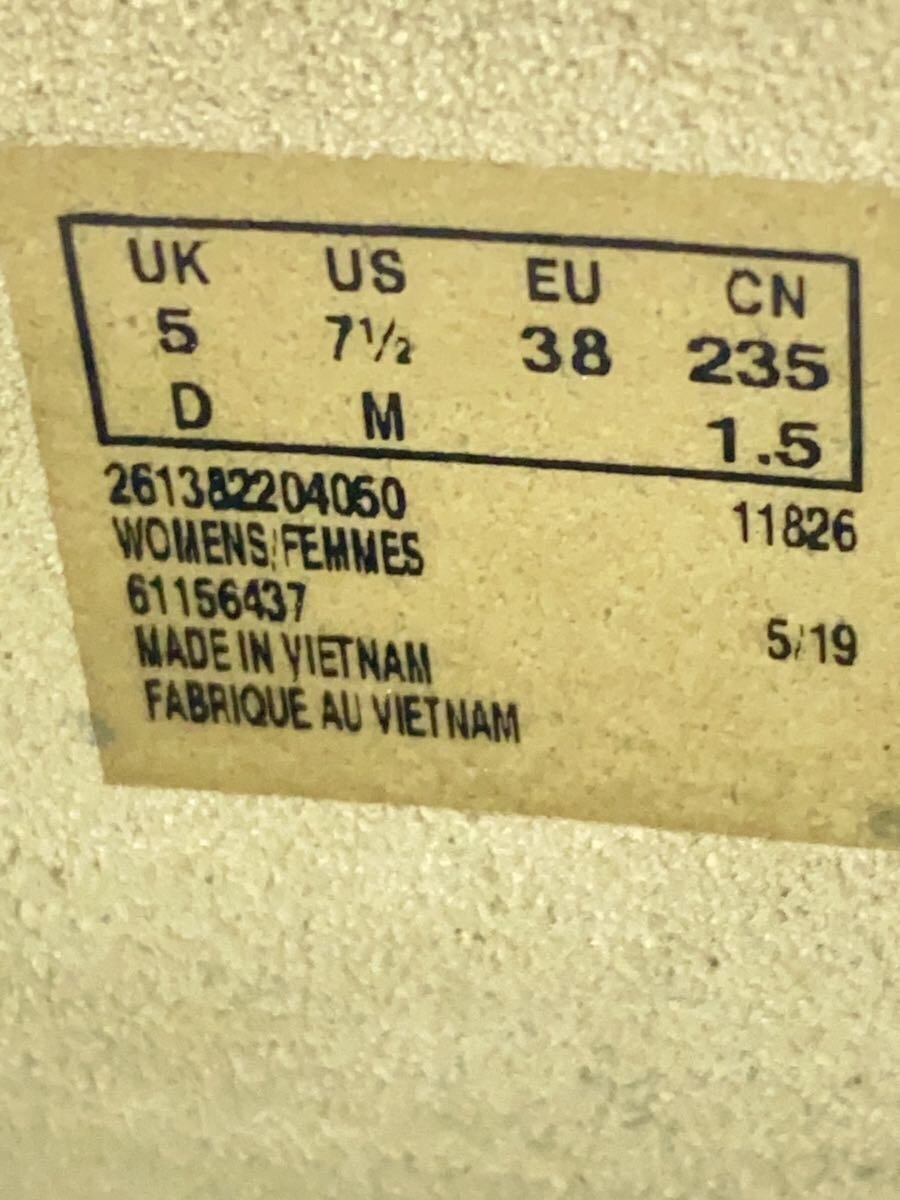 UK US EU CN
5 7½ 38 235
D M 1.5
261382204050 11826
WOMENS/FEMMES
61156437 5/19
MADE IN VIETNAM
FABRIQUE AU VIETNAM